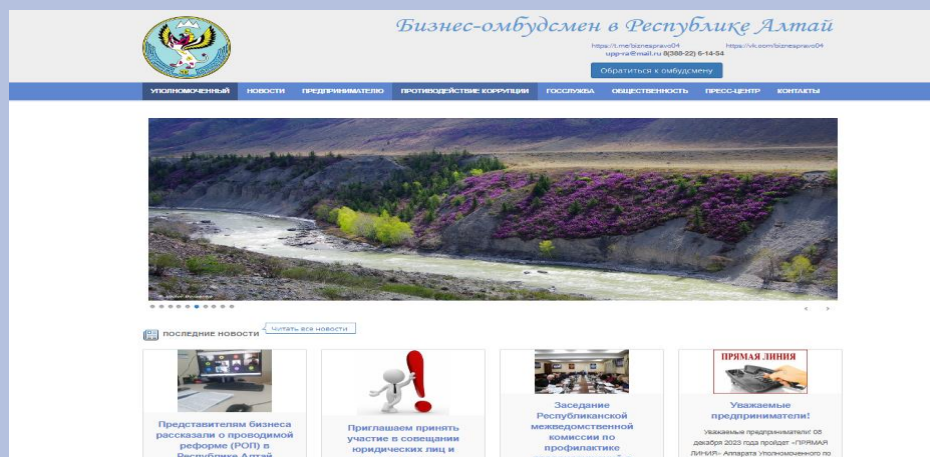 Бизнес-омбудсмен в Республике Алтай
https://t.me/biznespravo04 https://vk.com/biznespravo04
upp-ra@mail.ru 8(388-22) 6-14-54
Обратиться к омбудсмену
УПОЛНОМОЧЕННЫЙ НОВОСТИ ПРЕДПРИНИМАТЕЛЮ ПРОТИВОДЕЙСТВИЕ КОРРУПЦИИ ГОССЛУЖБА ОБЩЕСТВЕННОСТЬ ПРЕСС-ЦЕНТР КОНТАКТЫ
ПОСЛЕДНИЕ НОВОСТИ Читать все новости
Представителям бизнеса
рассказали о проводимой
реформе (РОП) в
Республике Алтай
Приглашаем принять
участие в совещании
юридических лиц и
Заседание
Республиканской
межведомственной
комиссии по
профилактике
ПРЯМАЯ ЛИНИЯ
Уважаемые
предприниматели!
Уважаемые предприниматели! 08
декабря 2023 года пройдет «ПРЯМАЯ
ЛИНИЯ» Аппарата Уполномоченного по